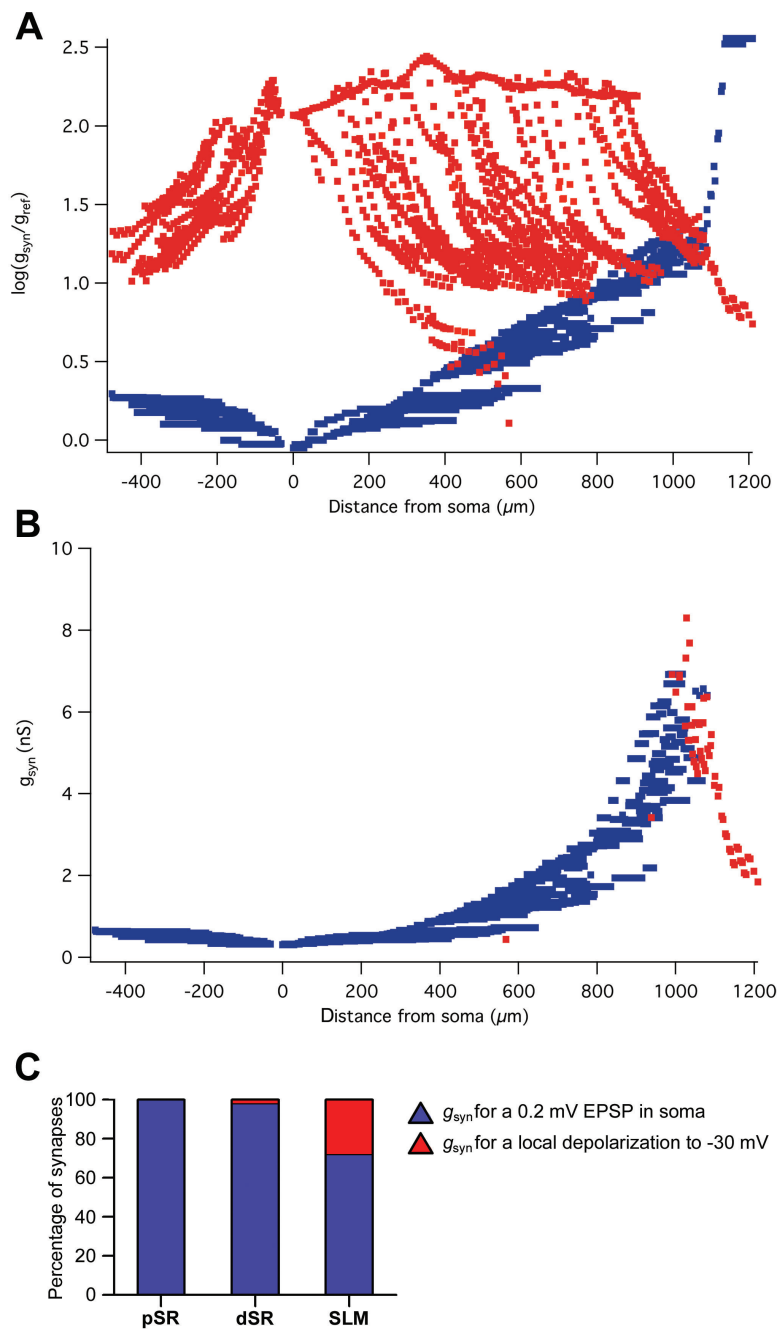 A
2.5
2.0
1.5
1.0
0.5
0.0
log(gsyn/gref)
-400 -200 0 200 400 600 800 1000 1200
Distance from soma (µm)
B
10
8
6
4
2
0
gsyn (nS)
-400 -200 0 200 400 600 800 1000 1200
Distance from soma (µm)
C
100
80
60
40
20
0
Percentage of synapses
pSR dSR SLM
gsyn for a 0.2 mV EPSP in soma
gsyn for a local depolarization to -30 mV